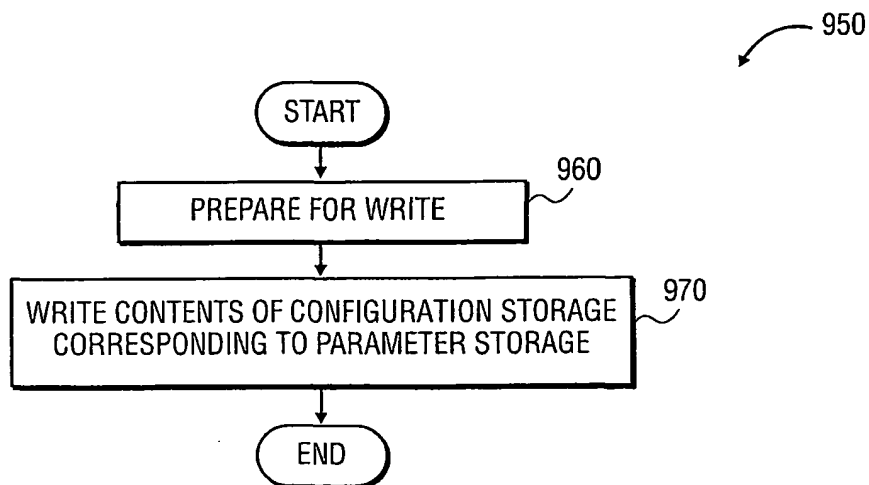 950
START
960
PREPARE FOR WRITE
970
WRITE CONTENTS OF CONFIGURATION STORAGE
CORRESPONDING TO PARAMETER STORAGE
END